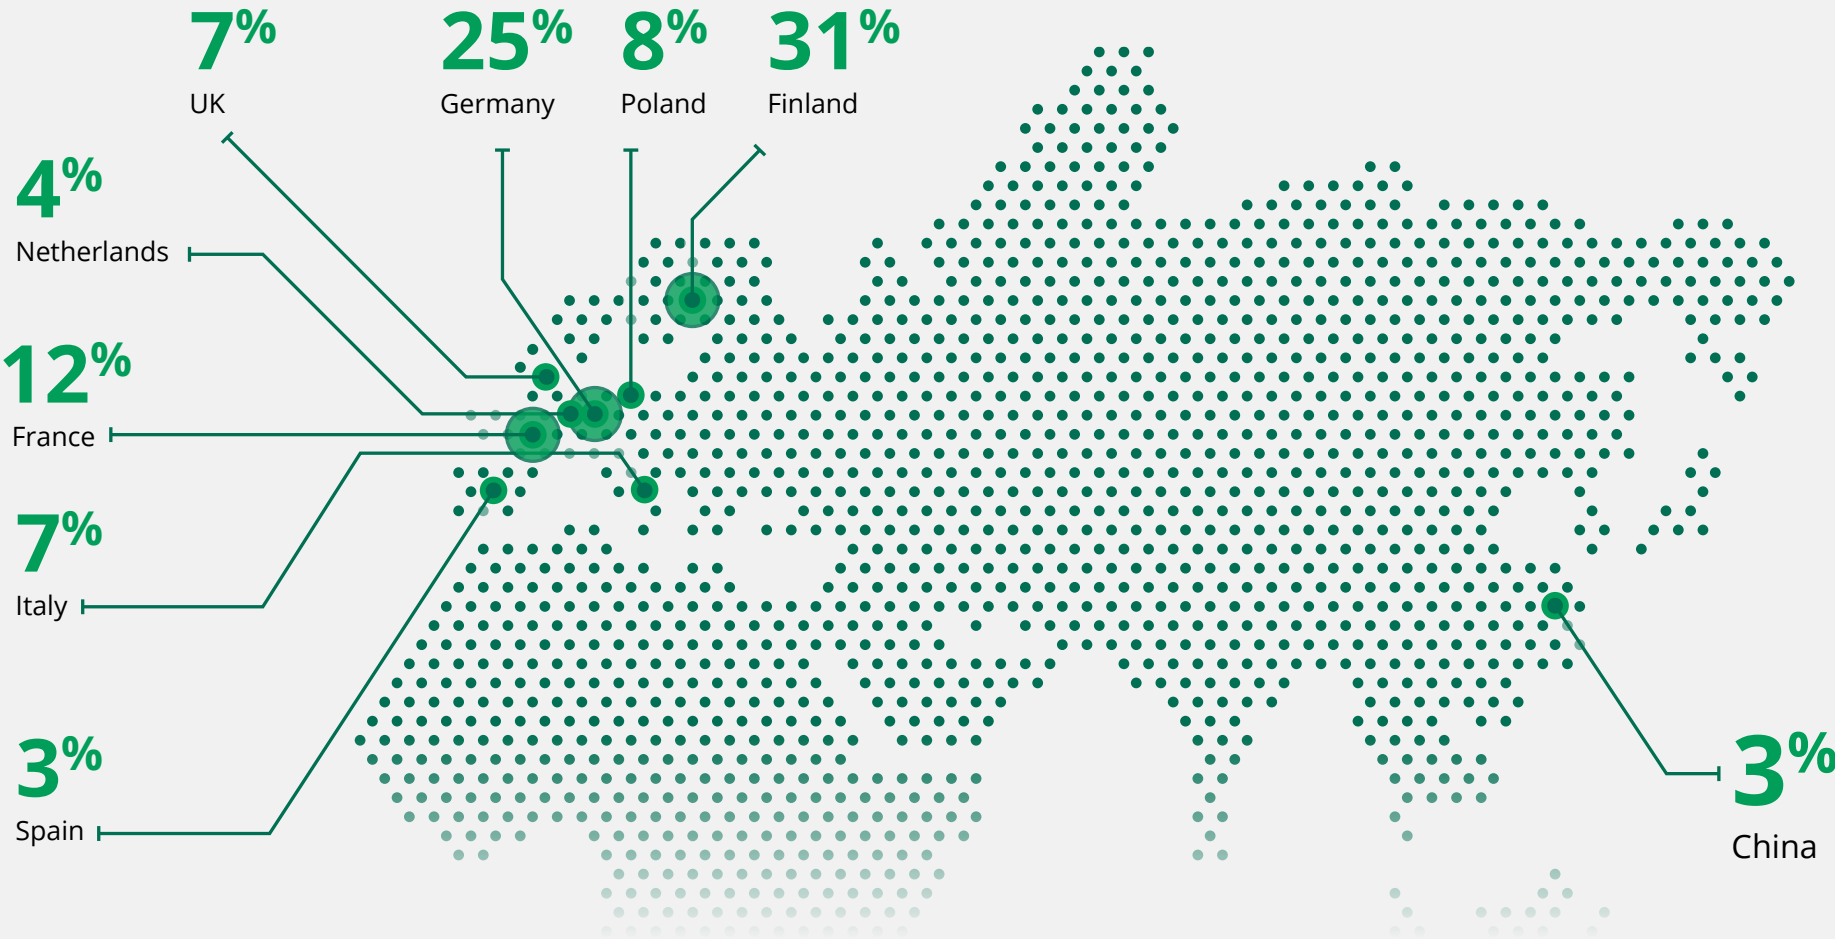 7%
UK
25%
Germany
8%
Poland
31%
Finland
4%
Netherlands
12%
France
7%
Italy
3%
Spain
3%
China